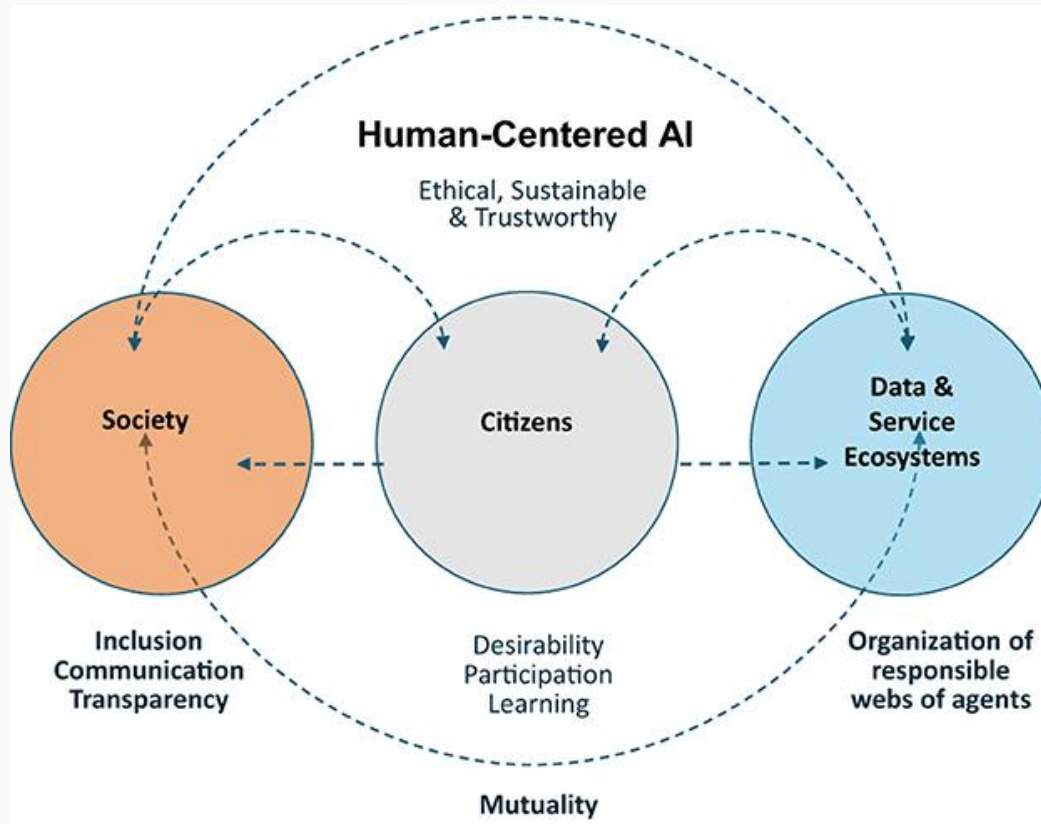 Human-Centered AI
Ethical, Sustainable
& Trustworthy
Society
Citizens
Data &
Service
Ecosystems
Inclusion
Communication
Transparency
Desirability
Participation
Learning
Organization of
responsible
webs of agents
Mutuality